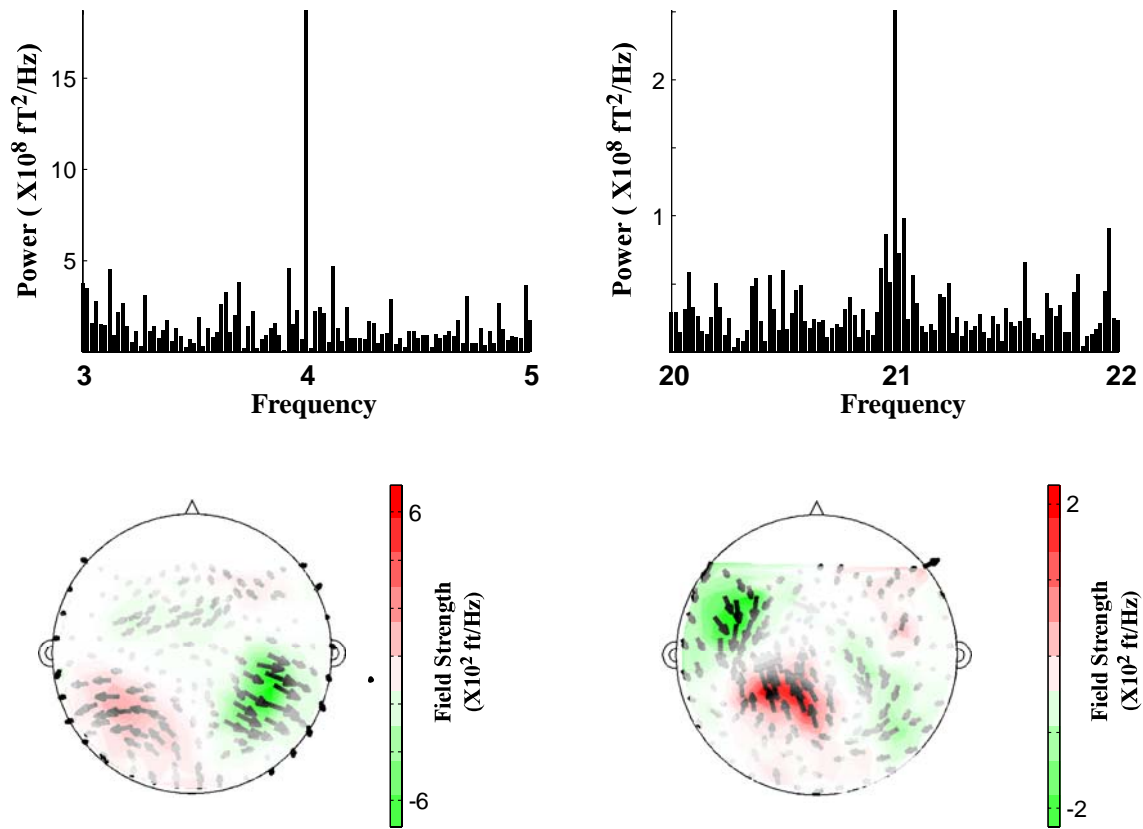 Power ( X10⁸ fT²/Hz)
15
10
5
3 4 5
Frequency
Power ( X10⁸ fT²/Hz)
2
1
20 21 22
Frequency
6
-6
Field Strength
(X10² ft/Hz)
2
-2
Field Strength
(X10² ft/Hz)